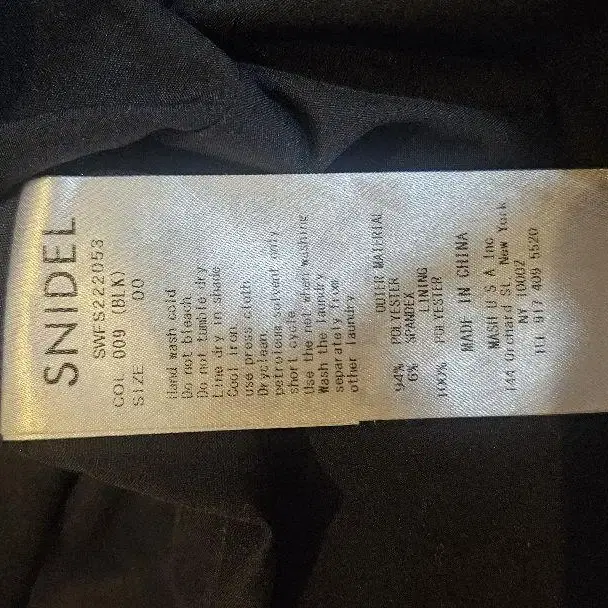 SNIDEL
SWFS222053
COL 009 (BLK)
SIZE 00
Hand wash cold
Do not bleach
Do not tumble dry
Line dry in shade
Cool iron.
use press cloth.
Dryclean.
petroleum solvent only
short cycle.
Use the net when washing
Wash the laundry
separately from
other laundry
OUTER MATERIAL
94% POLYESTER
6% SPANDEX
LINING
100% POLYESTER
MADE IN CHINA
MASH U S A Inc
144 Orchard St, New York
NY 10002
TEL 917 409 5520